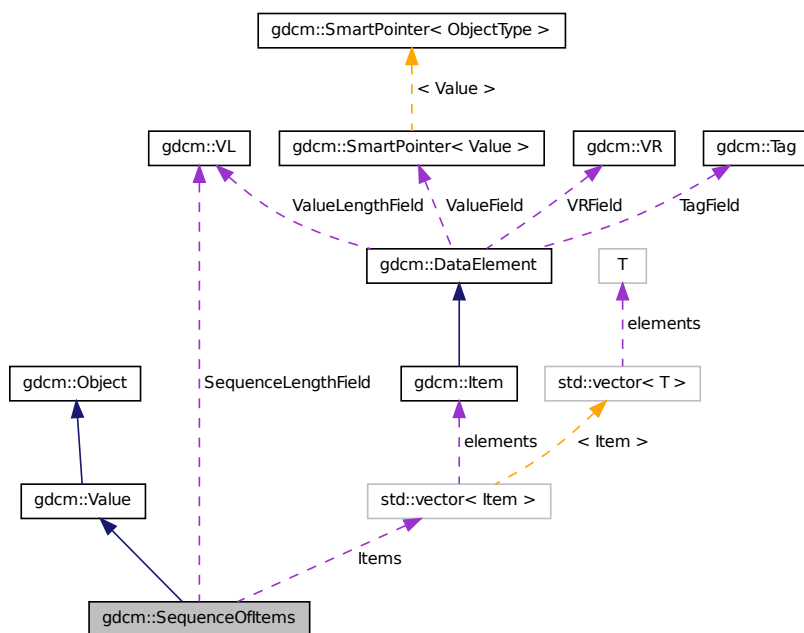 gdcm::SmartPointer< ObjectType >
< Value >
gdcm::VL
gdcm::SmartPointer< Value >
gdcm::VR
gdcm::Tag
ValueLengthField
ValueField
VRField
TagField
gdcm::DataElement
T
elements
gdcm::Object
SequenceLengthField
gdcm::Item
std::vector< T >
elements
< Item >
gdcm::Value
std::vector< Item >
Items
gdcm::SequenceOfItems